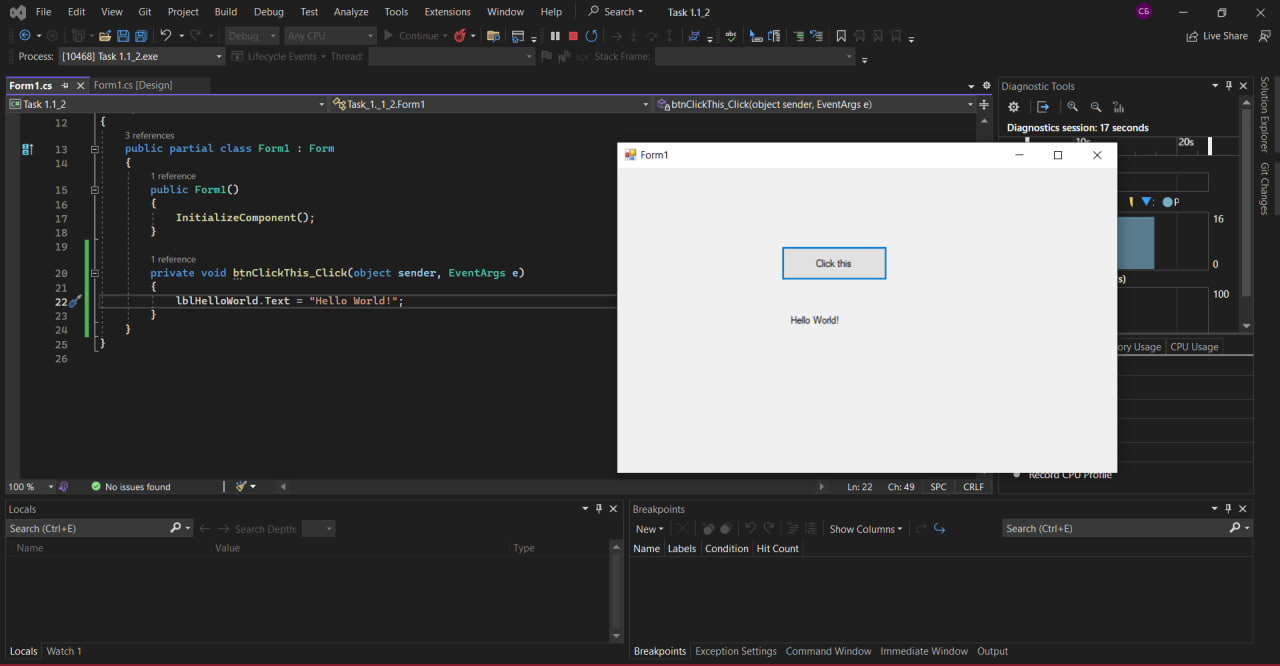 File Edit View Git Project Build Debug Test Analyze Tools Extensions Window Help Search Task 1.1_2 СБ
Debug Any CPU Continue Live Share
Process: [10468] Task 1.1_2.exe Lifecycle Events Thread: Stack Frame:
Form1.cs Form1.cs [Design]
Task 1.1_2 Task_1._1_2.Form1 btnClickThis_Click(object sender, EventArgs e)
12 {
3 references
13 public partial class Form1 : Form
14 {
1 reference
15 public Form1()
16 {
17 InitializeComponent();
18 }
19
1 reference
20 private void btnClickThis_Click(object sender, EventArgs e)
21 {
22 lblHelloWorld.Text = "Hello World!";
23 }
24 }
25 }
26
100 % No issues found Ln: 22 Ch: 49 SPC CRLF
Form1
Click this
Hello World!
Diagnostic Tools
Diagnostics session: 17 seconds
10s 20s
P
16
0
s)
100
ory Usage CPU Usage
Record CPU Profile
Solution Explorer
Git Changes
Locals
Search (Ctrl+E) Search Depth:
Name Value Type
Locals Watch 1
Breakpoints
New Show Columns Search (Ctrl+E)
Name Labels Condition Hit Count
Breakpoints Exception Settings Command Window Immediate Window Output